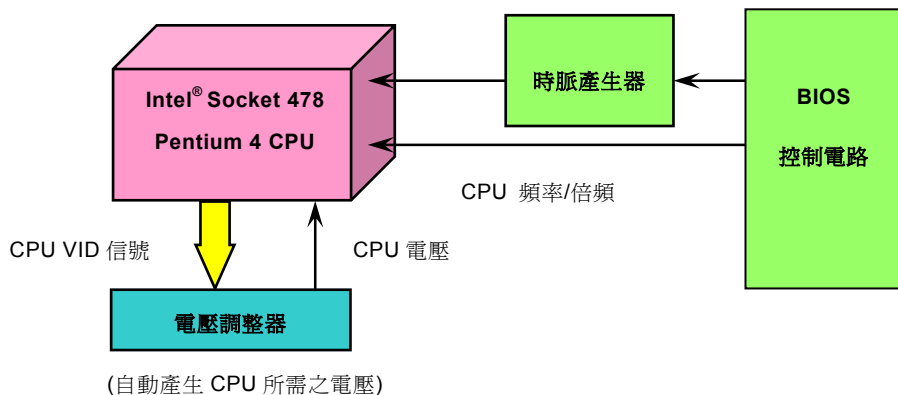 Intel® Socket 478
Pentium 4 CPU
時脈產生器
BIOS
控制電路
CPU 頻率/倍頻
CPU VID 信號
CPU 電壓
電壓調整器
(自動產生 CPU 所需之電壓)